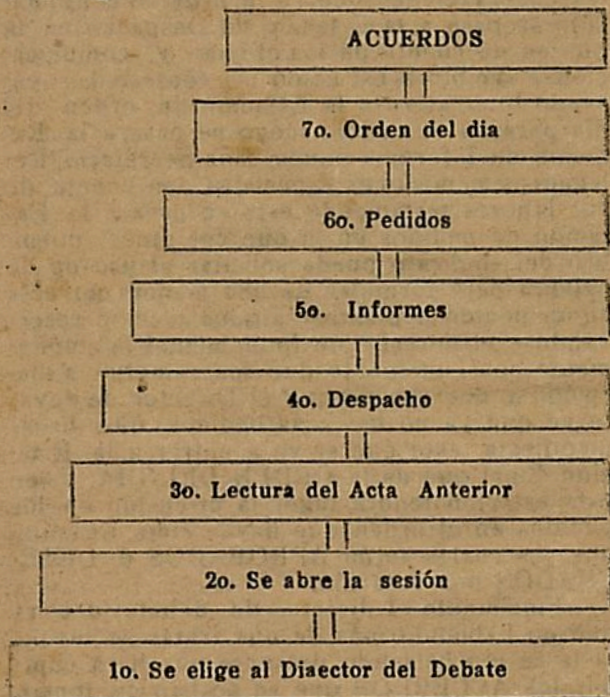 ACUERDOS
7o. Orden del dia
6o. Pedidos
5o. Informes
4o. Despacho
3o. Lectura del Acta Anterior
2o. Se abre la sesión
1o. Se elige al Diaector del Debate